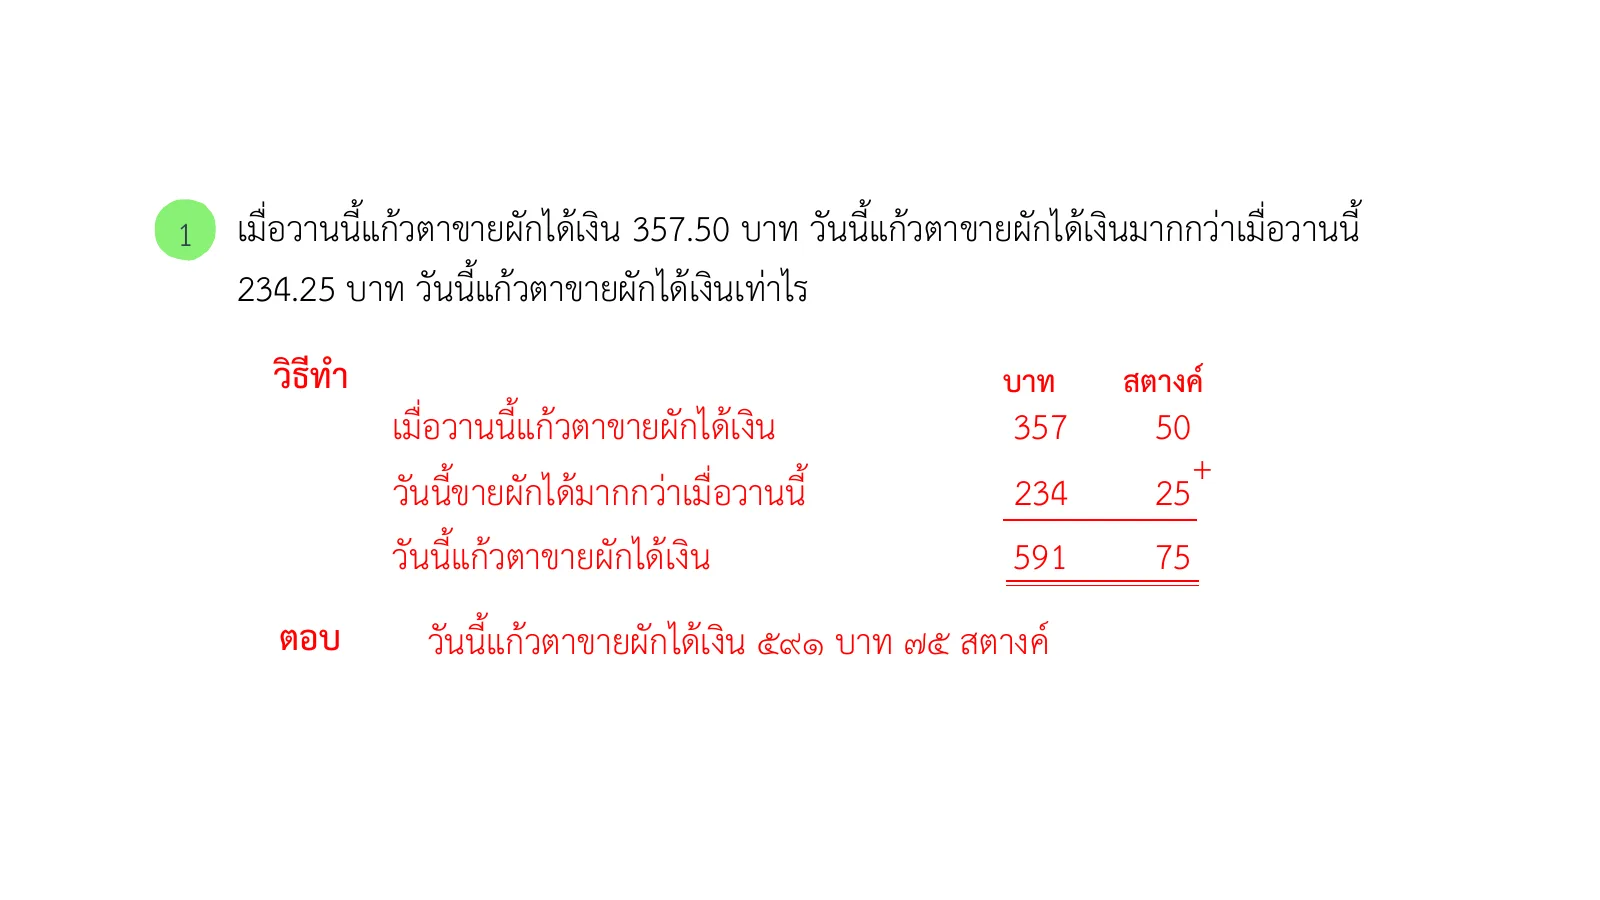 1 เมื่อวานนี้แก้วตาขายผักได้เงิน 357.50 บาท วันนี้แก้วตาขายผักได้เงินมากกว่าเมื่อวานนี้
234.25 บาท วันนี้แก้วตาขายผักได้เงินเท่าไร
วิธีทำ บาท สตางค์
เมื่อวานนี้แก้วตาขายผักได้เงิน 357 50
+
วันนี้ขายผักได้มากกว่าเมื่อวานนี้ 234 25
วันนี้แก้วตาขายผักได้เงิน 591 75
ตอบ วันนี้แก้วตาขายผักได้เงิน ๕๙๑ บาท ๗๕ สตางค์